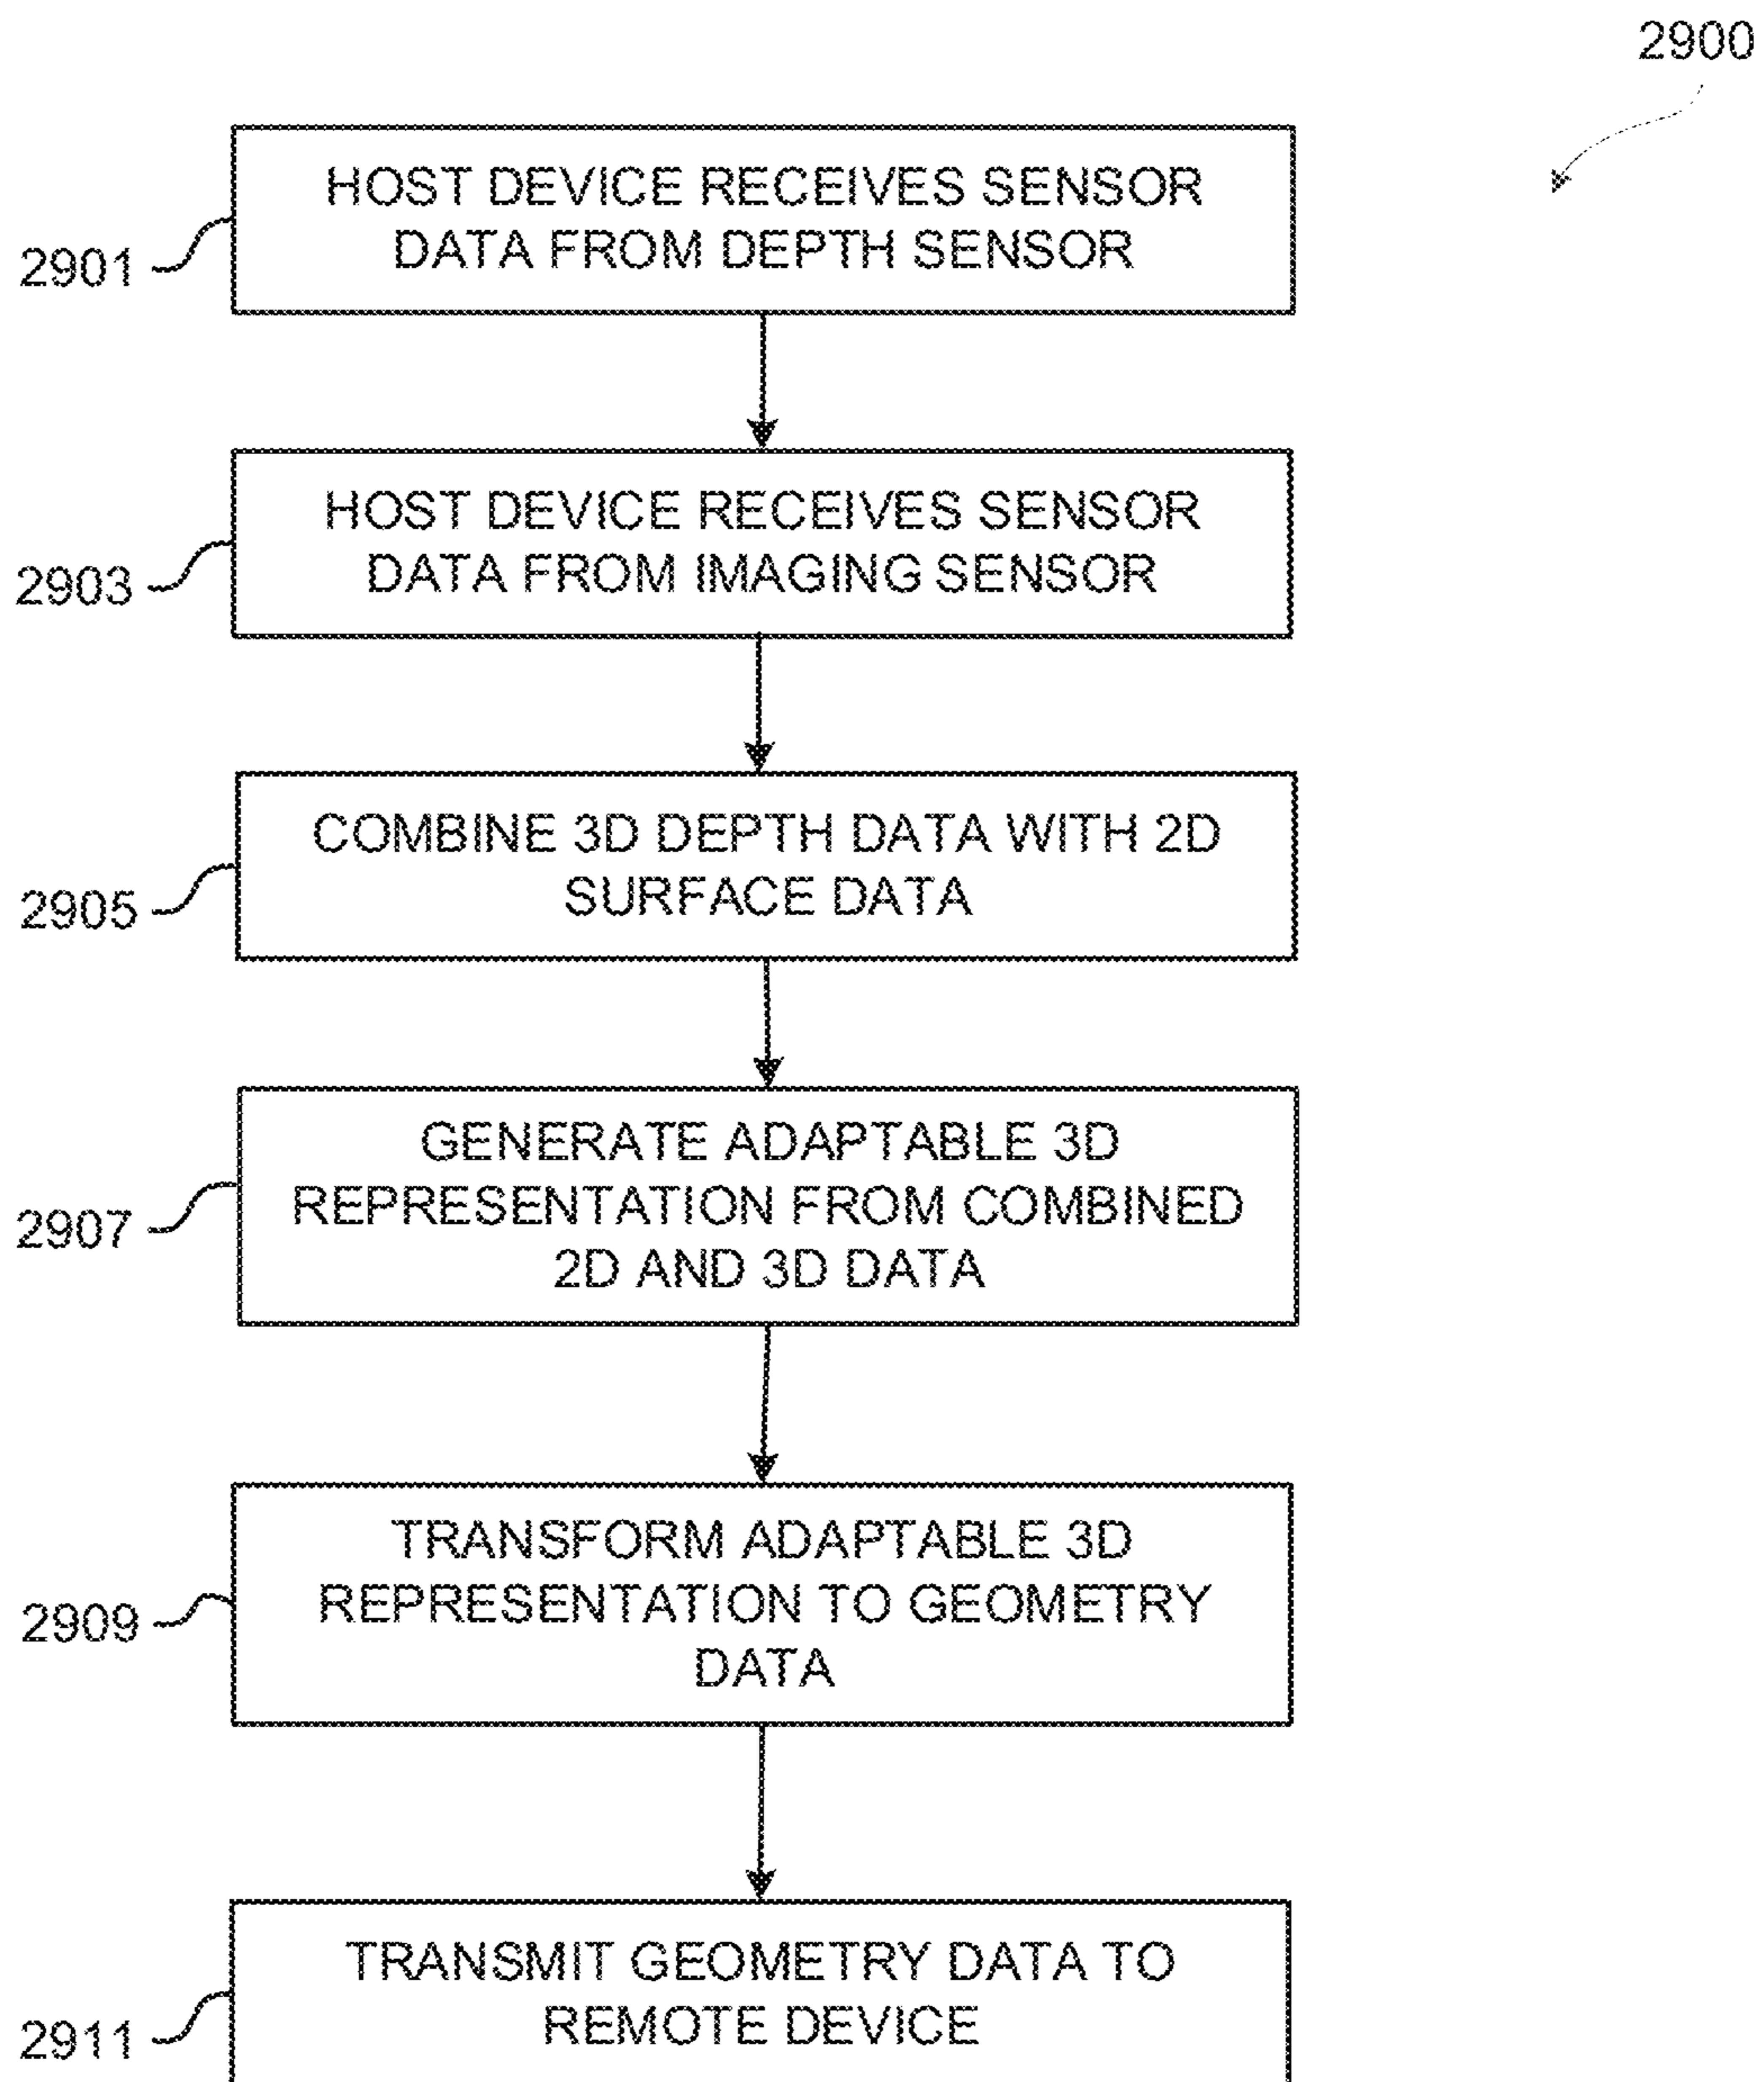 2900
HOST DEVICE RECEIVES SENSOR
DATA FROM DEPTH SENSOR
2901
HOST DEVICE RECEIVES SENSOR
DATA FROM IMAGING SENSOR
2903
COMBINE 3D DEPTH DATA WITH 2D
SURFACE DATA
2905
GENERATE ADAPTABLE 3D
REPRESENTATION FROM COMBINED
2D AND 3D DATA
2907
TRANSFORM ADAPTABLE 3D
REPRESENTATION TO GEOMETRY
DATA
2909
TRANSMIT GEOMETRY DATA TO
REMOTE DEVICE
2911